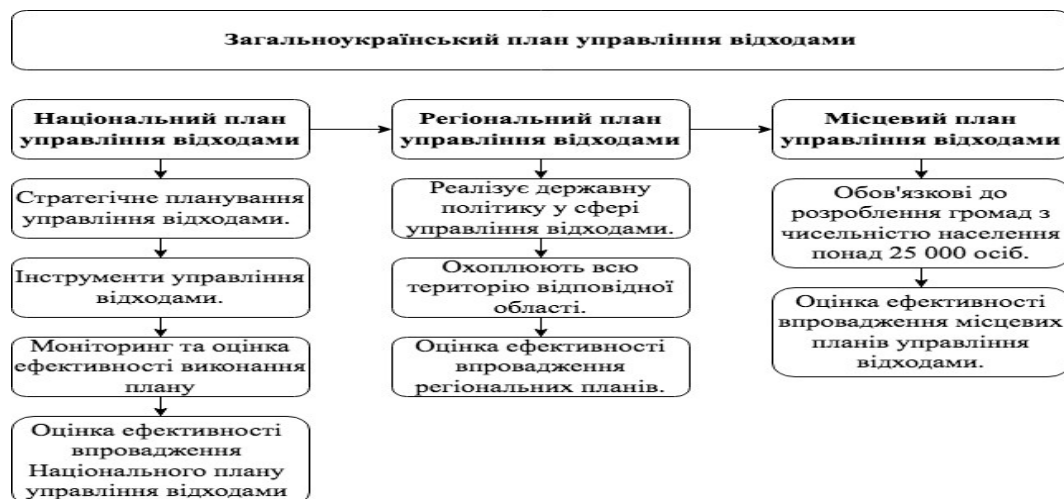 Загальноукраїнський план управління відходами
Національний план
управління відходами
Стратегічне планування
управління відходами.
Інструменти управління
відходами.
Моніторинг та оцінка
ефективності виконання
плану
Оцінка ефективності
впровадження
Національного плану
управління відходами
Регіональний план
управління відходами
Реалізує державну
політику у сфері
управління відходами.
Охоплюють всю
територію відповідної
області.
Оцінка ефективності
впровадження
регіональних планів.
Місцевий план
управління відходами
Обов'язкові до
розроблення громад з
чисельністю населення
понад 25 000 осіб.
Оцінка ефективності
впровадження місцевих
планів управління
відходами.